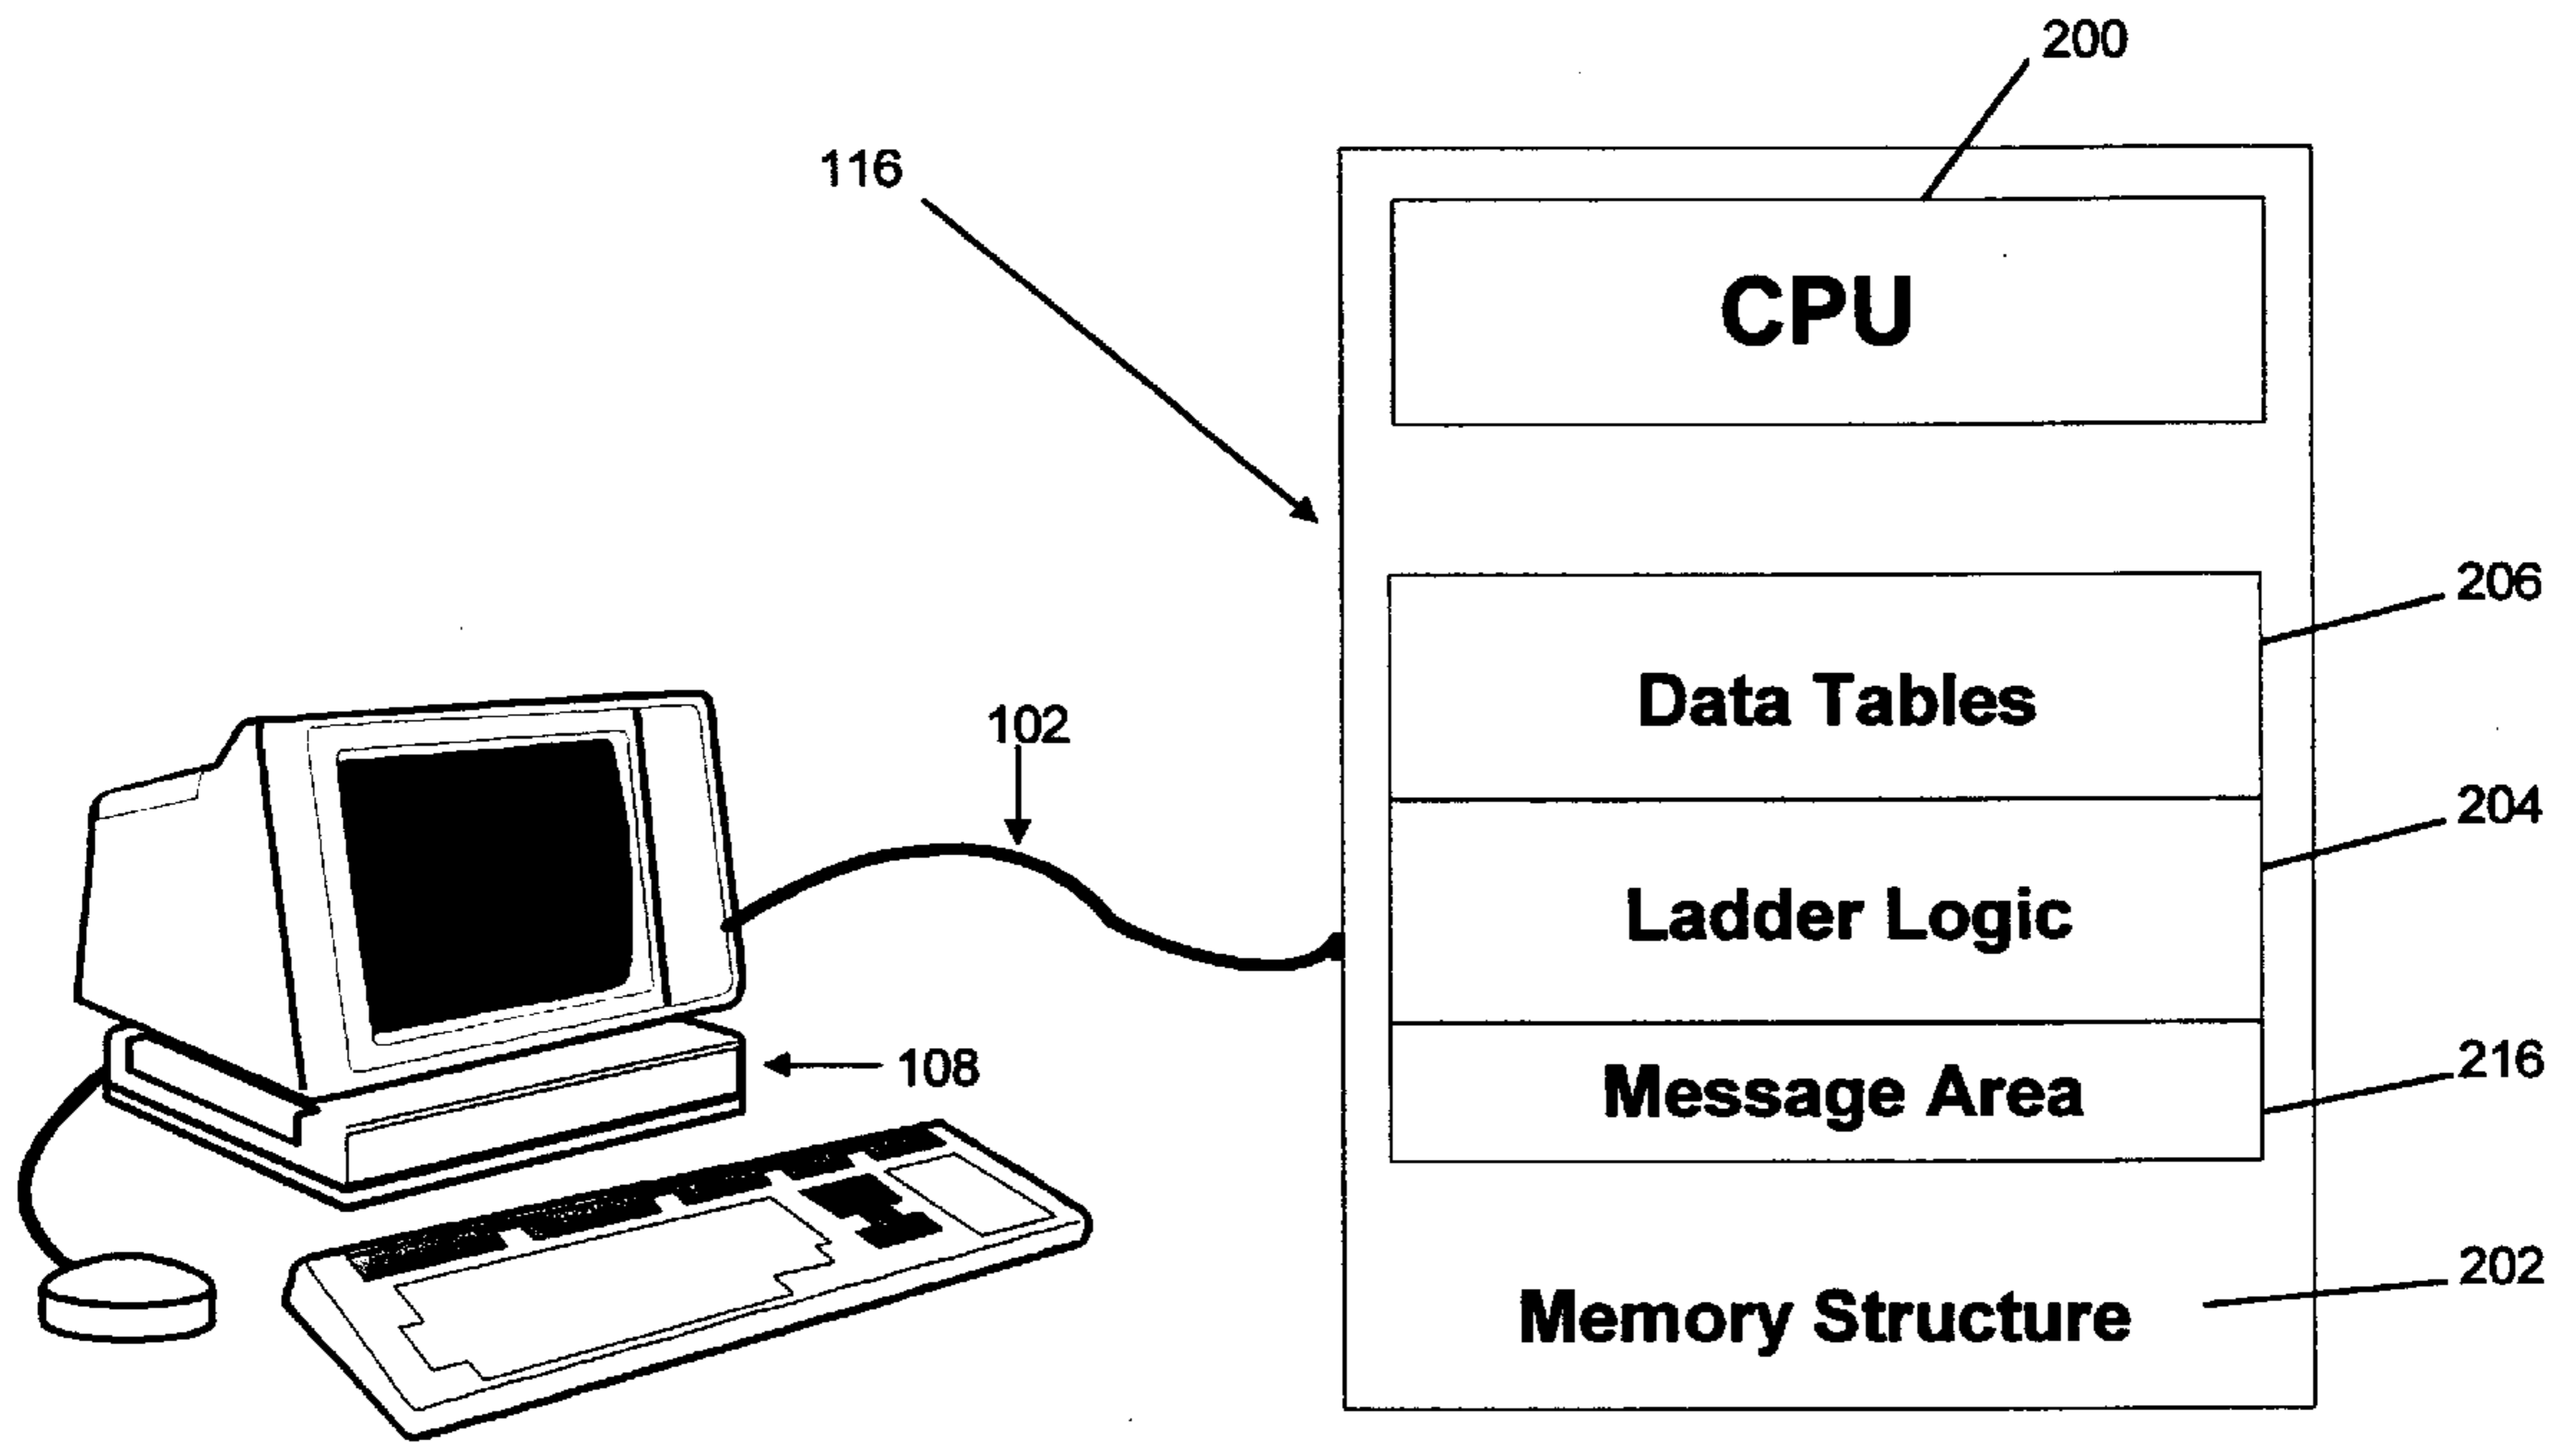 200
116
CPU
206
Data Tables
102
204
Ladder Logic
216
Message Area
108
202
Memory Structure